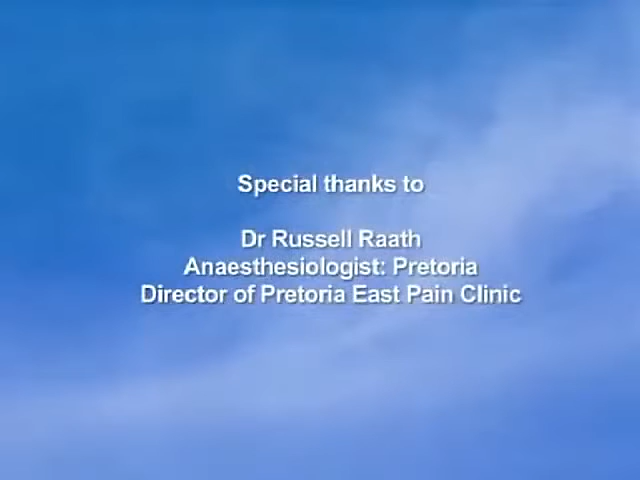 Special thanks to
Dr Russell Raath
Anaesthesiologist: Pretoria
Director of Pretoria East Pain Clinic